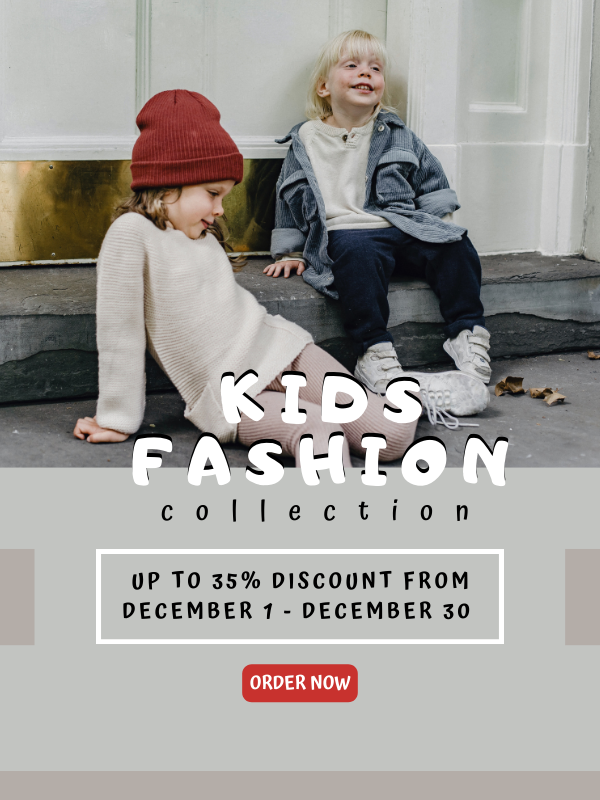 KIDS
FASHION
collection
UP TO 35% DISCOUNT FROM
DECEMBER 1 - DECEMBER 30
ORDER NOW